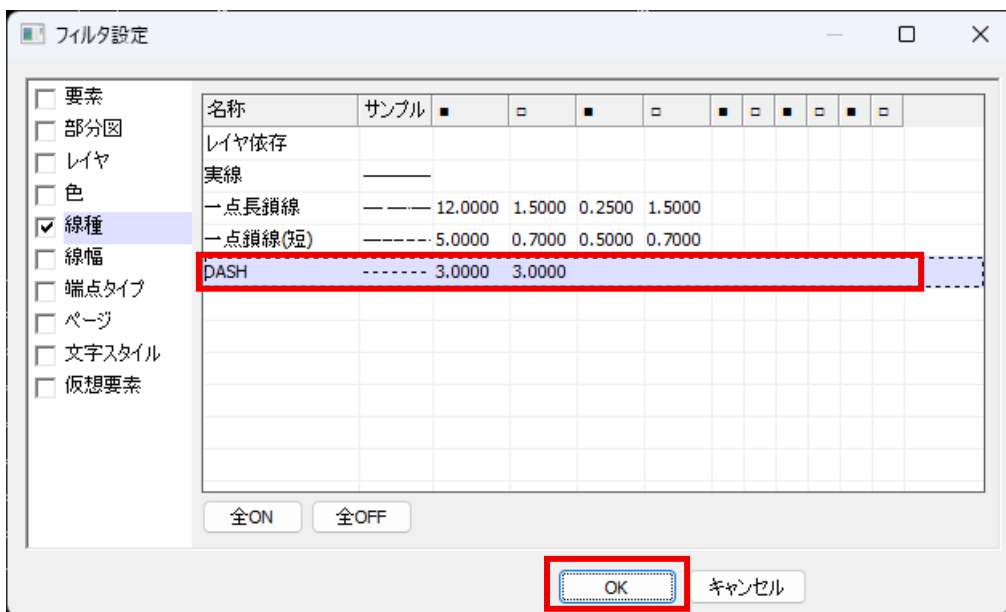 フィルタ設定
要素
部分図
レイヤ
色
線種
線幅
端点タイプ
ページ
文字スタイル
仮想要素
名称 サンプル ■ □ ■ □ ■ □ ■ □ ■ □
レイヤ依存
実線
一点長鎖線 12.0000 1.5000 0.2500 1.5000
一点鎖線(短) 5.0000 0.7000 0.5000 0.7000
DASH 3.0000 3.0000
全ON 全OFF
OK キャンセル